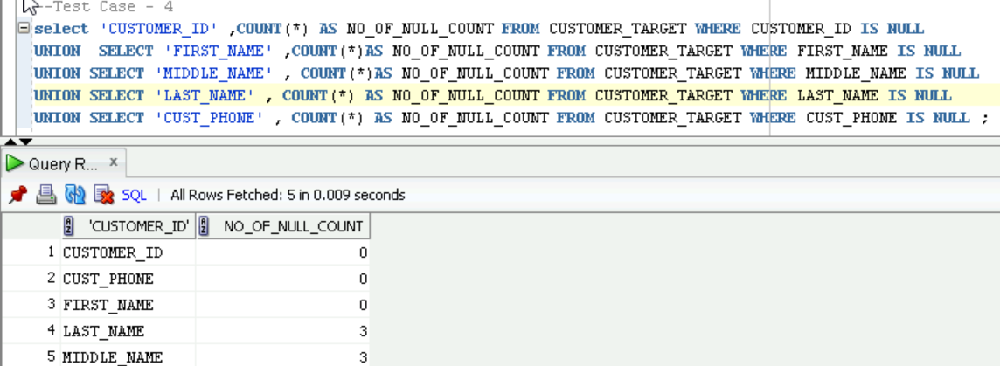 --Test Case - 4
select 'CUSTOMER_ID' ,COUNT(*) AS NO_OF_NULL_COUNT FROM CUSTOMER_TARGET WHERE CUSTOMER_ID IS NULL
UNION  SELECT 'FIRST_NAME' ,COUNT(*)AS NO_OF_NULL_COUNT FROM CUSTOMER_TARGET WHERE FIRST_NAME IS NULL
UNION SELECT 'MIDDLE_NAME' , COUNT(*)AS NO_OF_NULL_COUNT FROM CUSTOMER_TARGET WHERE MIDDLE_NAME IS NULL
UNION SELECT 'LAST_NAME' , COUNT(*) AS NO_OF_NULL_COUNT FROM CUSTOMER_TARGET WHERE LAST_NAME IS NULL
UNION SELECT 'CUST_PHONE' , COUNT(*) AS NO_OF_NULL_COUNT FROM CUSTOMER_TARGET WHERE CUST_PHONE IS NULL ;
Query R... x
SQL | All Rows Fetched: 5 in 0.009 seconds
'CUSTOMER_ID' NO_OF_NULL_COUNT
1 CUSTOMER_ID 0
2 CUST_PHONE 0
3 FIRST_NAME 0
4 LAST_NAME 3
5 MIDDLE_NAME 3